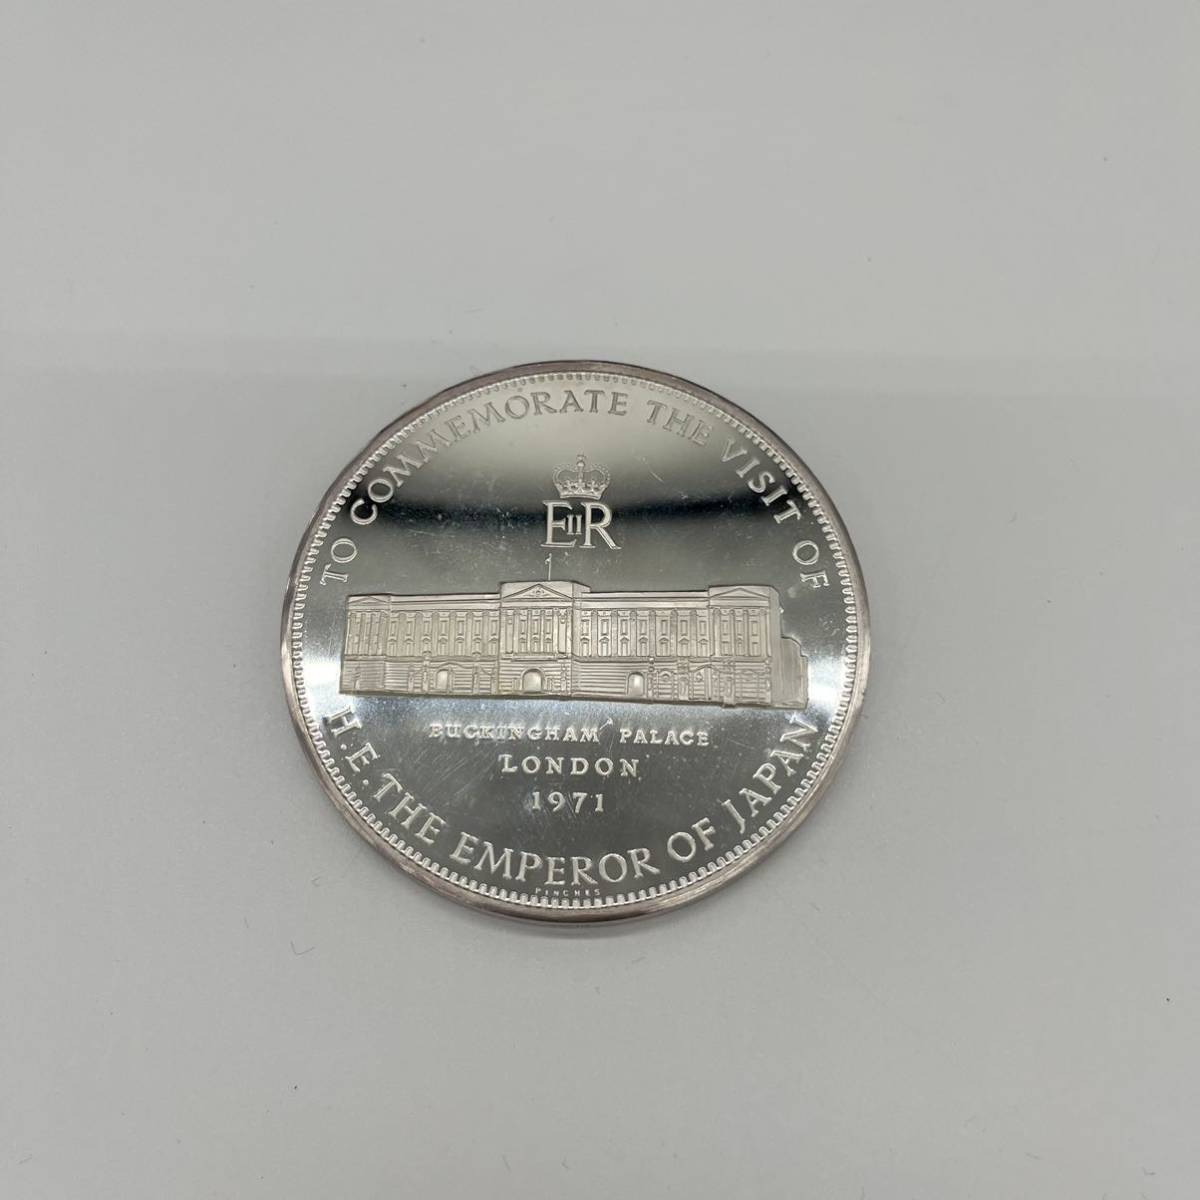 TO COMMEMORATE THE VISIT OF
EIIR
BUCKINGHAM PALACE
LONDON
1971
H.E. THE EMPEROR OF JAPAN
PINCHES